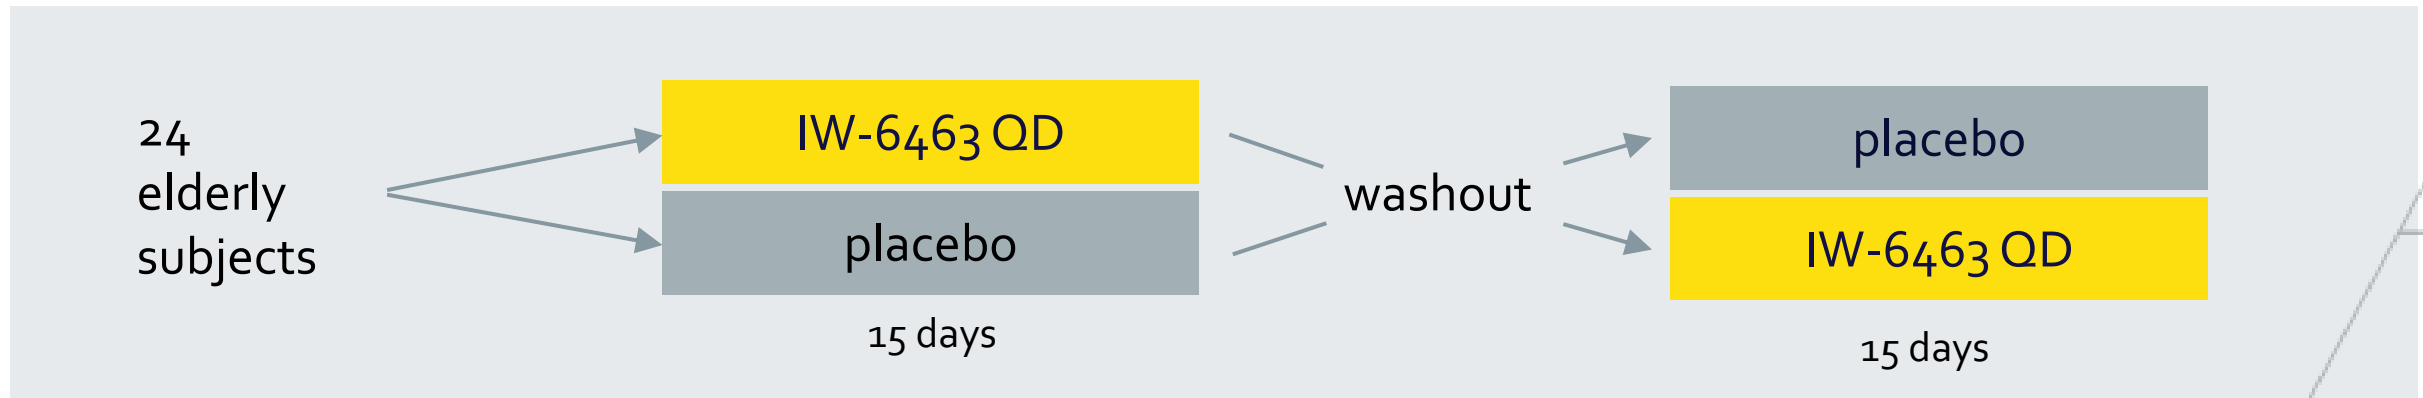 24
elderly
subjects
IW-6463 QD
placebo
15 days
washout
placebo
IW-6463 QD
15 days